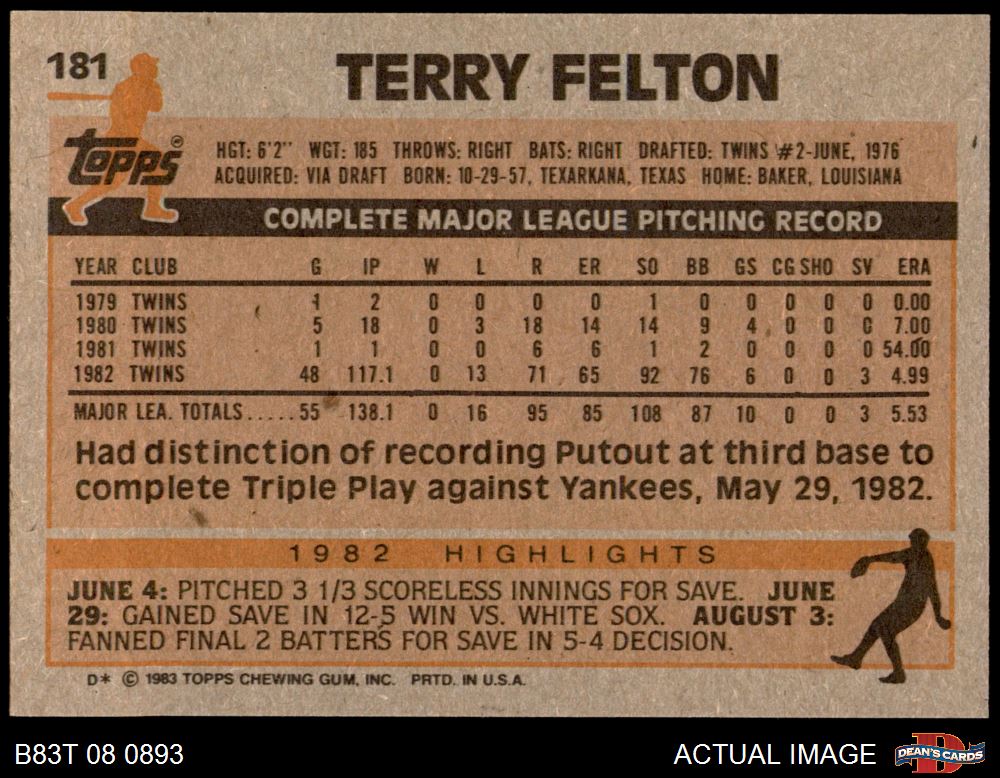 181 TERRY FELTON
Topps®
HGT: 6'2" WGT: 185 THROWS: RIGHT BATS: RIGHT DRAFTED: TWINS #2-JUNE, 1976
ACQUIRED: VIA DRAFT BORN: 10-29-57, TEXARKANA, TEXAS HOME: BAKER, LOUISIANA
COMPLETE MAJOR LEAGUE PITCHING RECORD
YEAR CLUB G IP W L R ER SO BB GS CG SHO SV ERA
1979 TWINS 1 2 0 0 0 0 1 0 0 0 0 0 0.00
1980 TWINS 5 18 0 3 18 14 14 9 4 0 0 0 7.00
1981 TWINS 1 1 0 0 6 6 1 2 0 0 0 0 54.00
1982 TWINS 48 117.1 0 13 71 65 92 76 6 0 0 3 4.99
MAJOR LEA. TOTALS.....55 138.1 0 16 95 85 108 87 10 0 0 3 5.53
Had distinction of recording Putout at third base to
complete Triple Play against Yankees, May 29, 1982.
1982 HIGHLIGHTS
JUNE 4: PITCHED 3 1/3 SCORELESS INNINGS FOR SAVE. JUNE
29: GAINED SAVE IN 12-5 WIN VS. WHITE SOX. AUGUST 3:
FANNED FINAL 2 BATTERS FOR SAVE IN 5-4 DECISION.
D* © 1983 TOPPS CHEWING GUM, INC. PRTD. IN U.S.A.
B83T 08 0893 ACTUAL IMAGE D DEAN'S CARDS